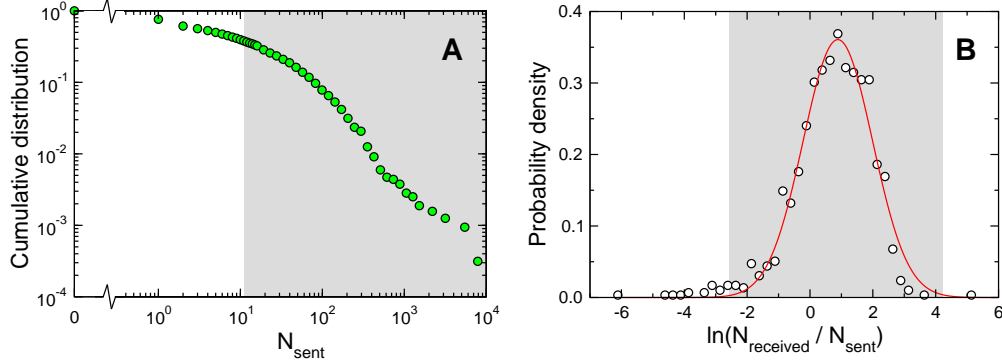 A
Cumulative distribution
10^0
10^-1
10^-2
10^-3
10^-4
0 10^0 10^1 10^2 10^3 10^4
N_sent
B
Probability density
0.4
0.3
0.2
0.1
0.0
-6 -4 -2 0 2 4 6
ln(N_received / N_sent)